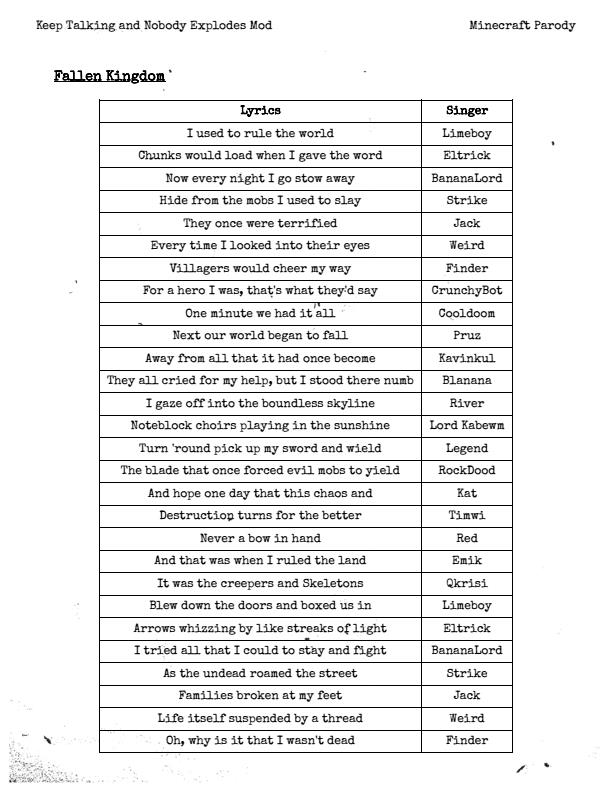 Keep Talking and Nobody Explodes Mod Minecraft Parody
Fallen Kingdom
Lyrics Singer
I used to rule the world Limeboy
Chunks would load when I gave the word Eltrick
Now every night I go stow away BananaLord
Hide from the mobs I used to slay Strike
They once were terrified Jack
Every time I looked into their eyes Weird
Villagers would cheer my way Finder
For a hero I was, that's what they'd say CrunchyBot
One minute we had it all Cooldoom
Next our world began to fall Pruz
Away from all that it had once become Kavinkul
They all cried for my help, but I stood there numb Blanana
I gaze off into the boundless skyline River
Noteblock choirs playing in the sunshine Lord Kabewm
Turn 'round pick up my sword and wield Legend
The blade that once forced evil mobs to yield RockDood
And hope one day that this chaos and Kat
Destruction turns for the better Timwi
Never a bow in hand Red
And that was when I ruled the land Emik
It was the creepers and Skeletons Qkrisi
Blew down the doors and boxed us in Limeboy
Arrows whizzing by like streaks of light Eltrick
I tried all that I could to stay and fight BananaLord
As the undead roamed the street Strike
Families broken at my feet Jack
Life itself suspended by a thread Weird
Oh, why is it that I wasn't dead Finder